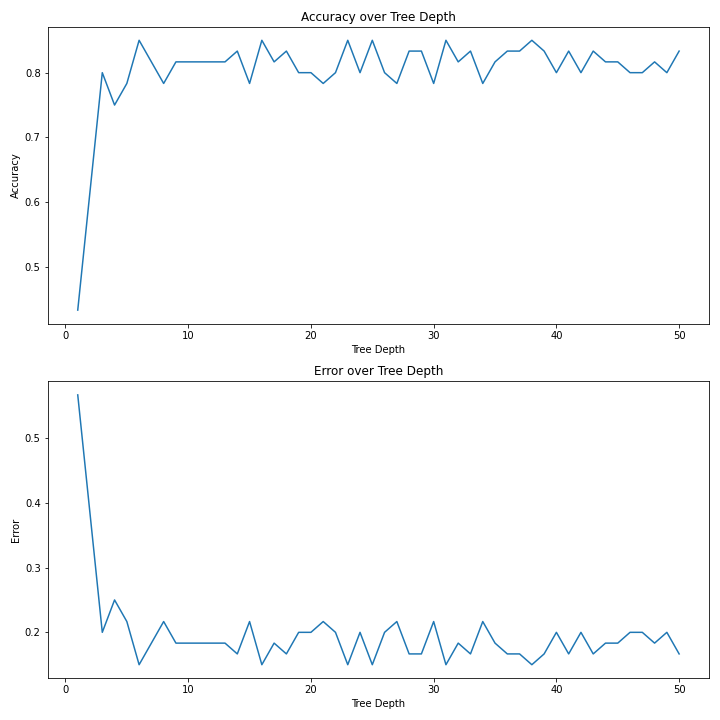 Accuracy over Tree Depth
0.8
0.7
0.6
0.5
Accuracy
0 10 20 30 40 50
Tree Depth
Error over Tree Depth
0.5
0.4
0.3
0.2
Error
0 10 20 30 40 50
Tree Depth